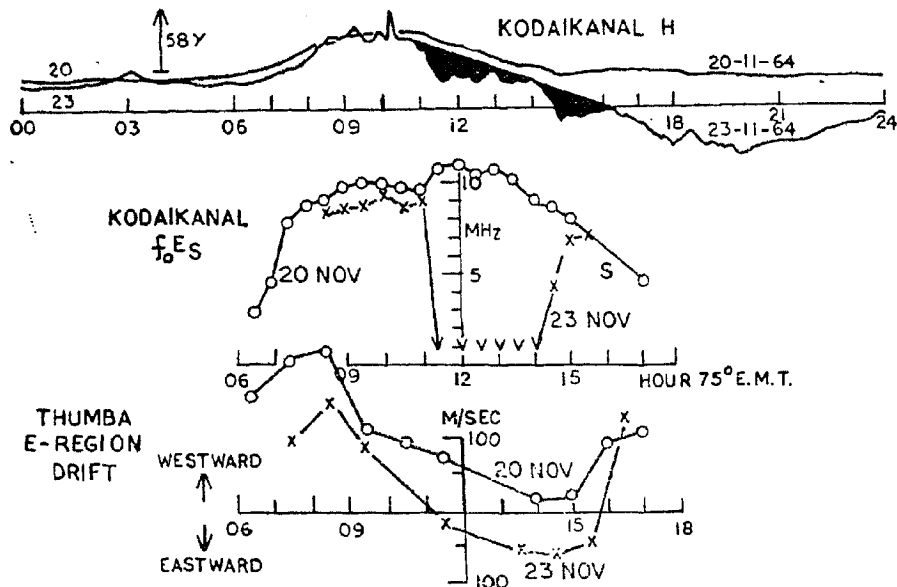 KODAIKANAL H
58γ
20
20-11-64
23
00 03 06 09 12 15 18 21 24
23-11-64
KODAIKANAL
f₀Es
10
MHz
5
20 NOV
S
23 NOV
06 09 12 15 HOUR 75° E.M.T.
THUMBA
E-REGION
DRIFT
M/SEC
100
WESTWARD
20 NOV
06 09 15 18
EASTWARD
23 NOV
100